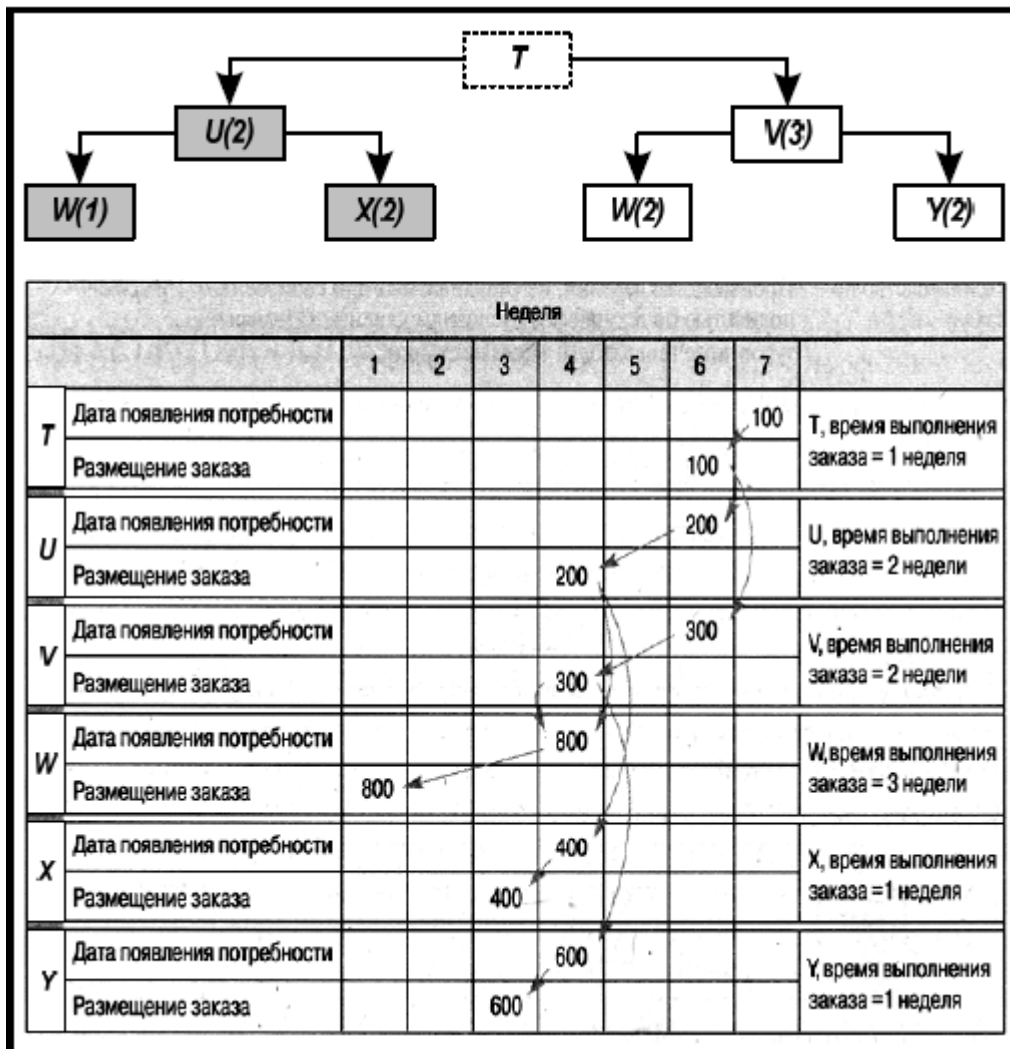 T
U(2)
V(3)
W(1)
X(2)
W(2)
Y(2)
Неделя
1 2 3 4 5 6 7
T
Дата появления потребности 100
Размещение заказа 100
T, время выполнения
заказа = 1 неделя
U
Дата появления потребности 200
Размещение заказа 200
U, время выполнения
заказа = 2 недели
V
Дата появления потребности 300
Размещение заказа 300
V, время выполнения
заказа = 2 недели
W
Дата появления потребности 800
Размещение заказа 800
W, время выполнения
заказа = 3 недели
X
Дата появления потребности 400
Размещение заказа 400
X, время выполнения
заказа =1 неделя
Y
Дата появления потребности 600
Размещение заказа 600
Y, время выполнения
заказа =1 неделя